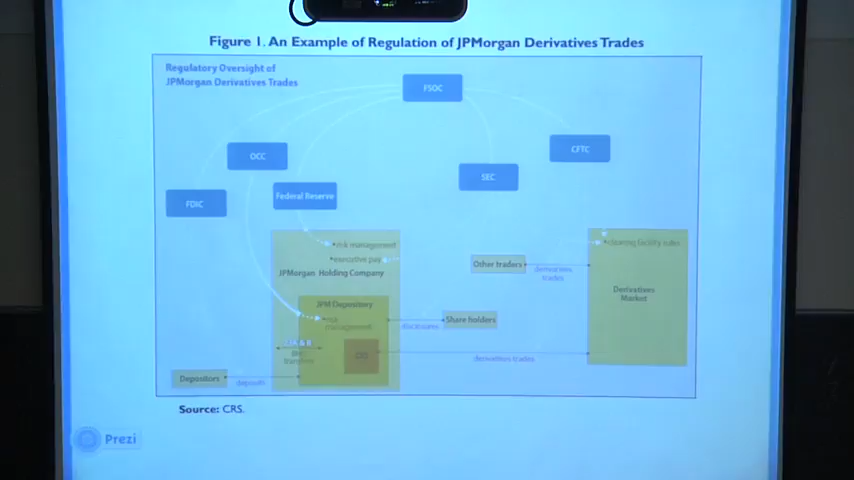 Figure 1. An Example of Regulation of JPMorgan Derivatives Trades
Regulatory Oversight of
JPMorgan Derivatives Trades
FSOC
OCC
CFTC
SEC
Federal Reserve
FDIC
•risk management
•executive pay
JPMorgan Holding Company
•clearing facility rules
Other traders
derivatives
trades
Derivatives
Market
JPM Depository
•risk
management
disclosures
Share holders
23A & B
CIO
derivatives trades
Depositors
deposits
Source: CRS.
Prezi